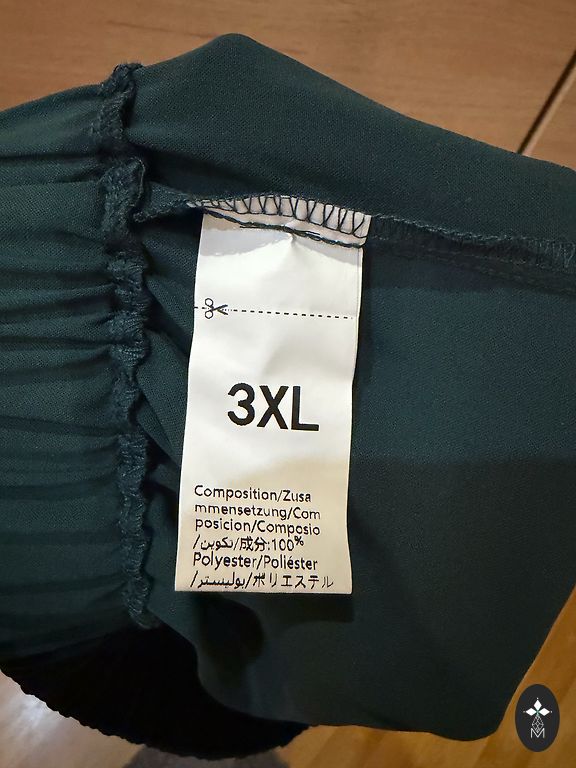 3XL
Composition/Zusa
mmensetzung/Com
posicion/Composio
/تكوين/成分:100%
Polyester/Poliéster
/بوليستر/ポリエステル
M